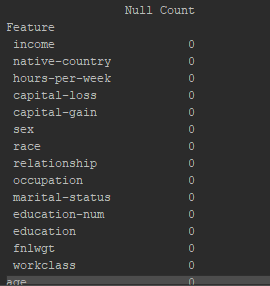 Null Count
Feature
income 0
native-country 0
hours-per-week 0
capital-loss 0
capital-gain 0
sex 0
race 0
relationship 0
occupation 0
marital-status 0
education-num 0
education 0
fnlwgt 0
workclass 0
age 0